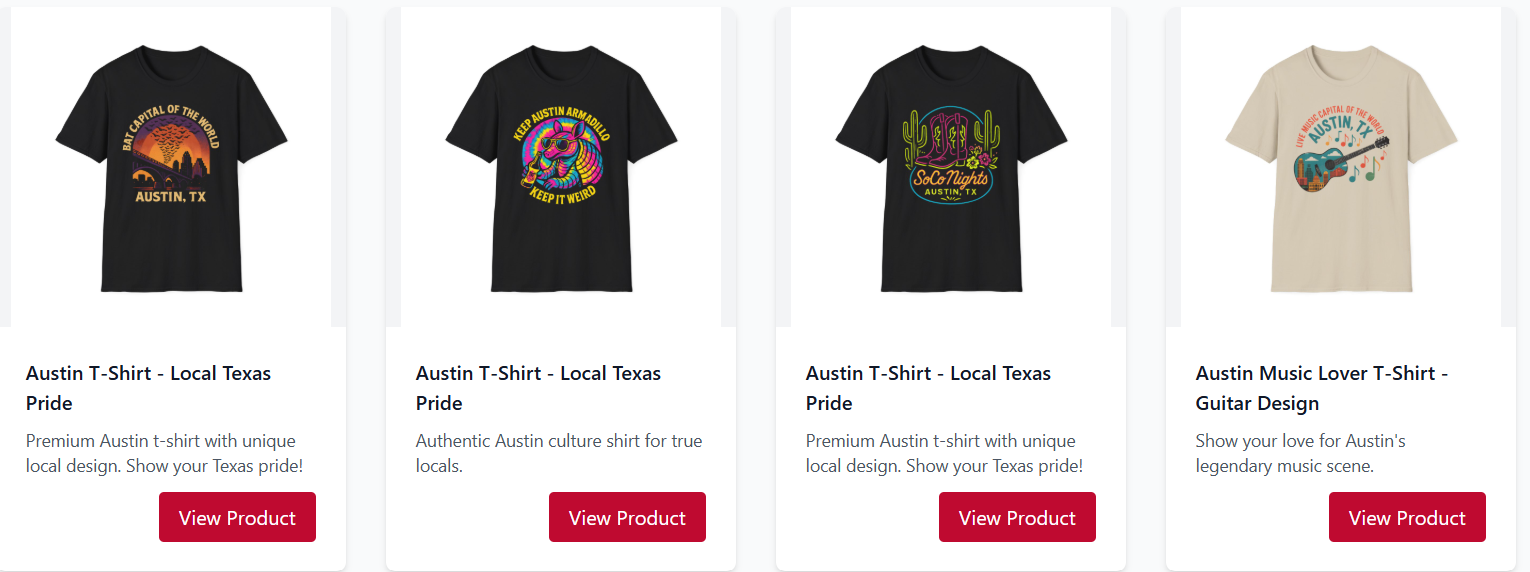 BAT CAPITAL OF THE WORLD
AUSTIN, TX
KEEP AUSTIN ARMADILLO
KEEP IT WEIRD
SoCo Nights
AUSTIN, TX
LIVE MUSIC CAPITAL OF THE WORLD
AUSTIN, TX
Austin T-Shirt - Local Texas
Pride
Premium Austin t-shirt with unique
local design. Show your Texas pride!
View Product
Austin T-Shirt - Local Texas
Pride
Authentic Austin culture shirt for true
locals.
View Product
Austin T-Shirt - Local Texas
Pride
Premium Austin t-shirt with unique
local design. Show your Texas pride!
View Product
Austin Music Lover T-Shirt -
Guitar Design
Show your love for Austin's
legendary music scene.
View Product